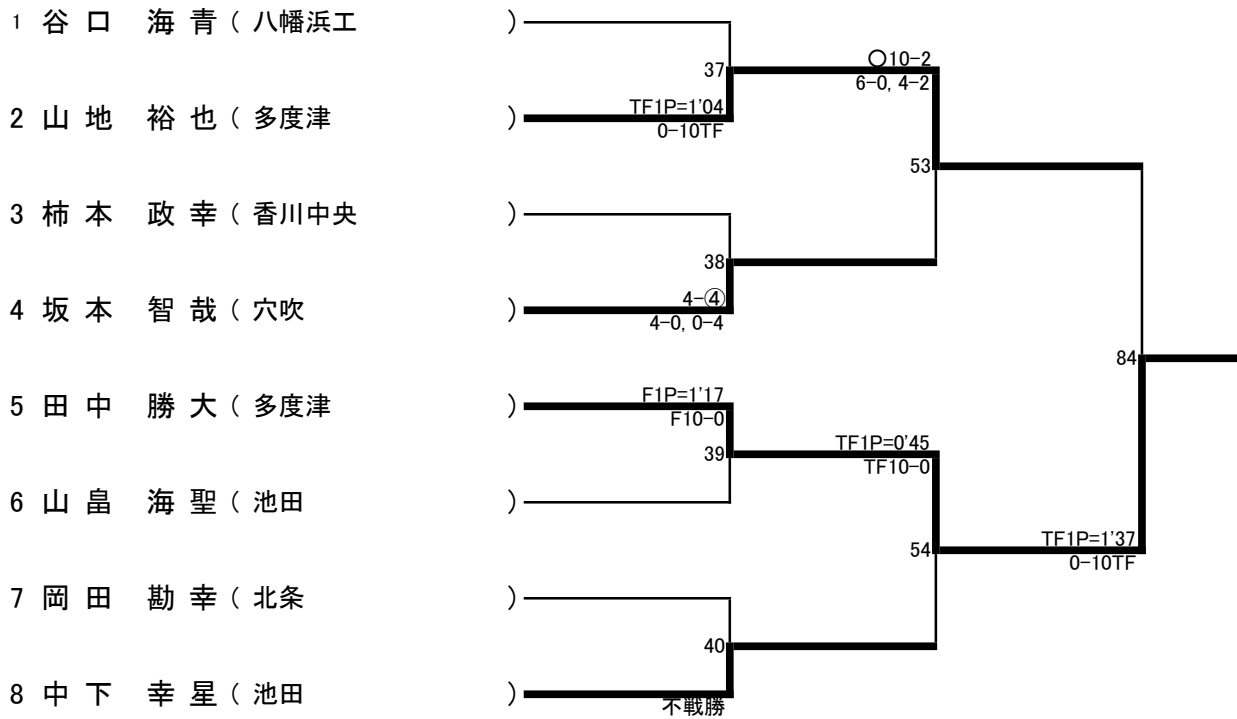 1 谷口 海青（ 八幡浜工 ）
○10-2
37
6-0, 4-2
2 山地 裕也（ 多度津 ）
TF1P=1'04
0-10TF
53
3 柿本 政幸（ 香川中央 ）
38
4 坂本 智哉（ 穴吹 ）
4-④
4-0, 0-4
84
5 田中 勝大（ 多度津 ）
F1P=1'17
F10-0
39
TF1P=0'45
TF10-0
6 山畠 海聖（ 池田 ）
54
TF1P=1'37
0-10TF
7 岡田 勘幸（ 北条 ）
40
8 中下 幸星（ 池田 ）
不戦勝